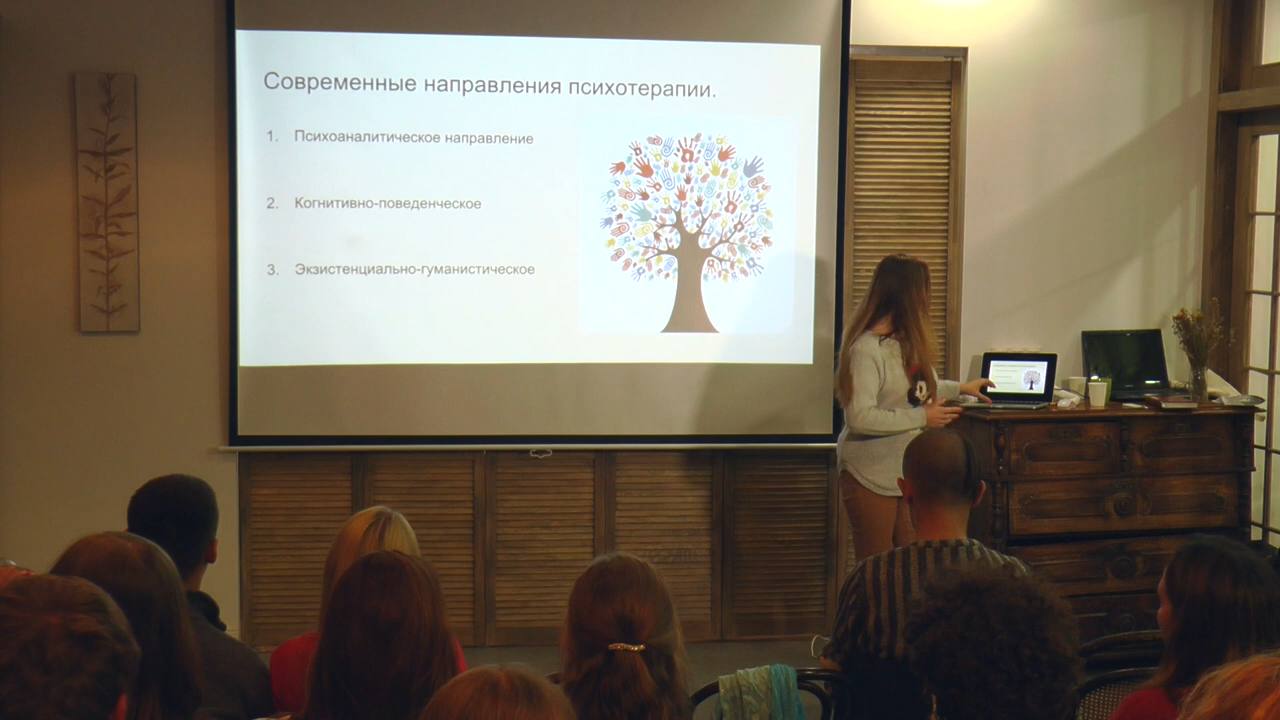 Современные направления психотерапии.
1. Психоаналитическое направление
2. Когнитивно-поведенческое
3. Экзистенциально-гуманистическое